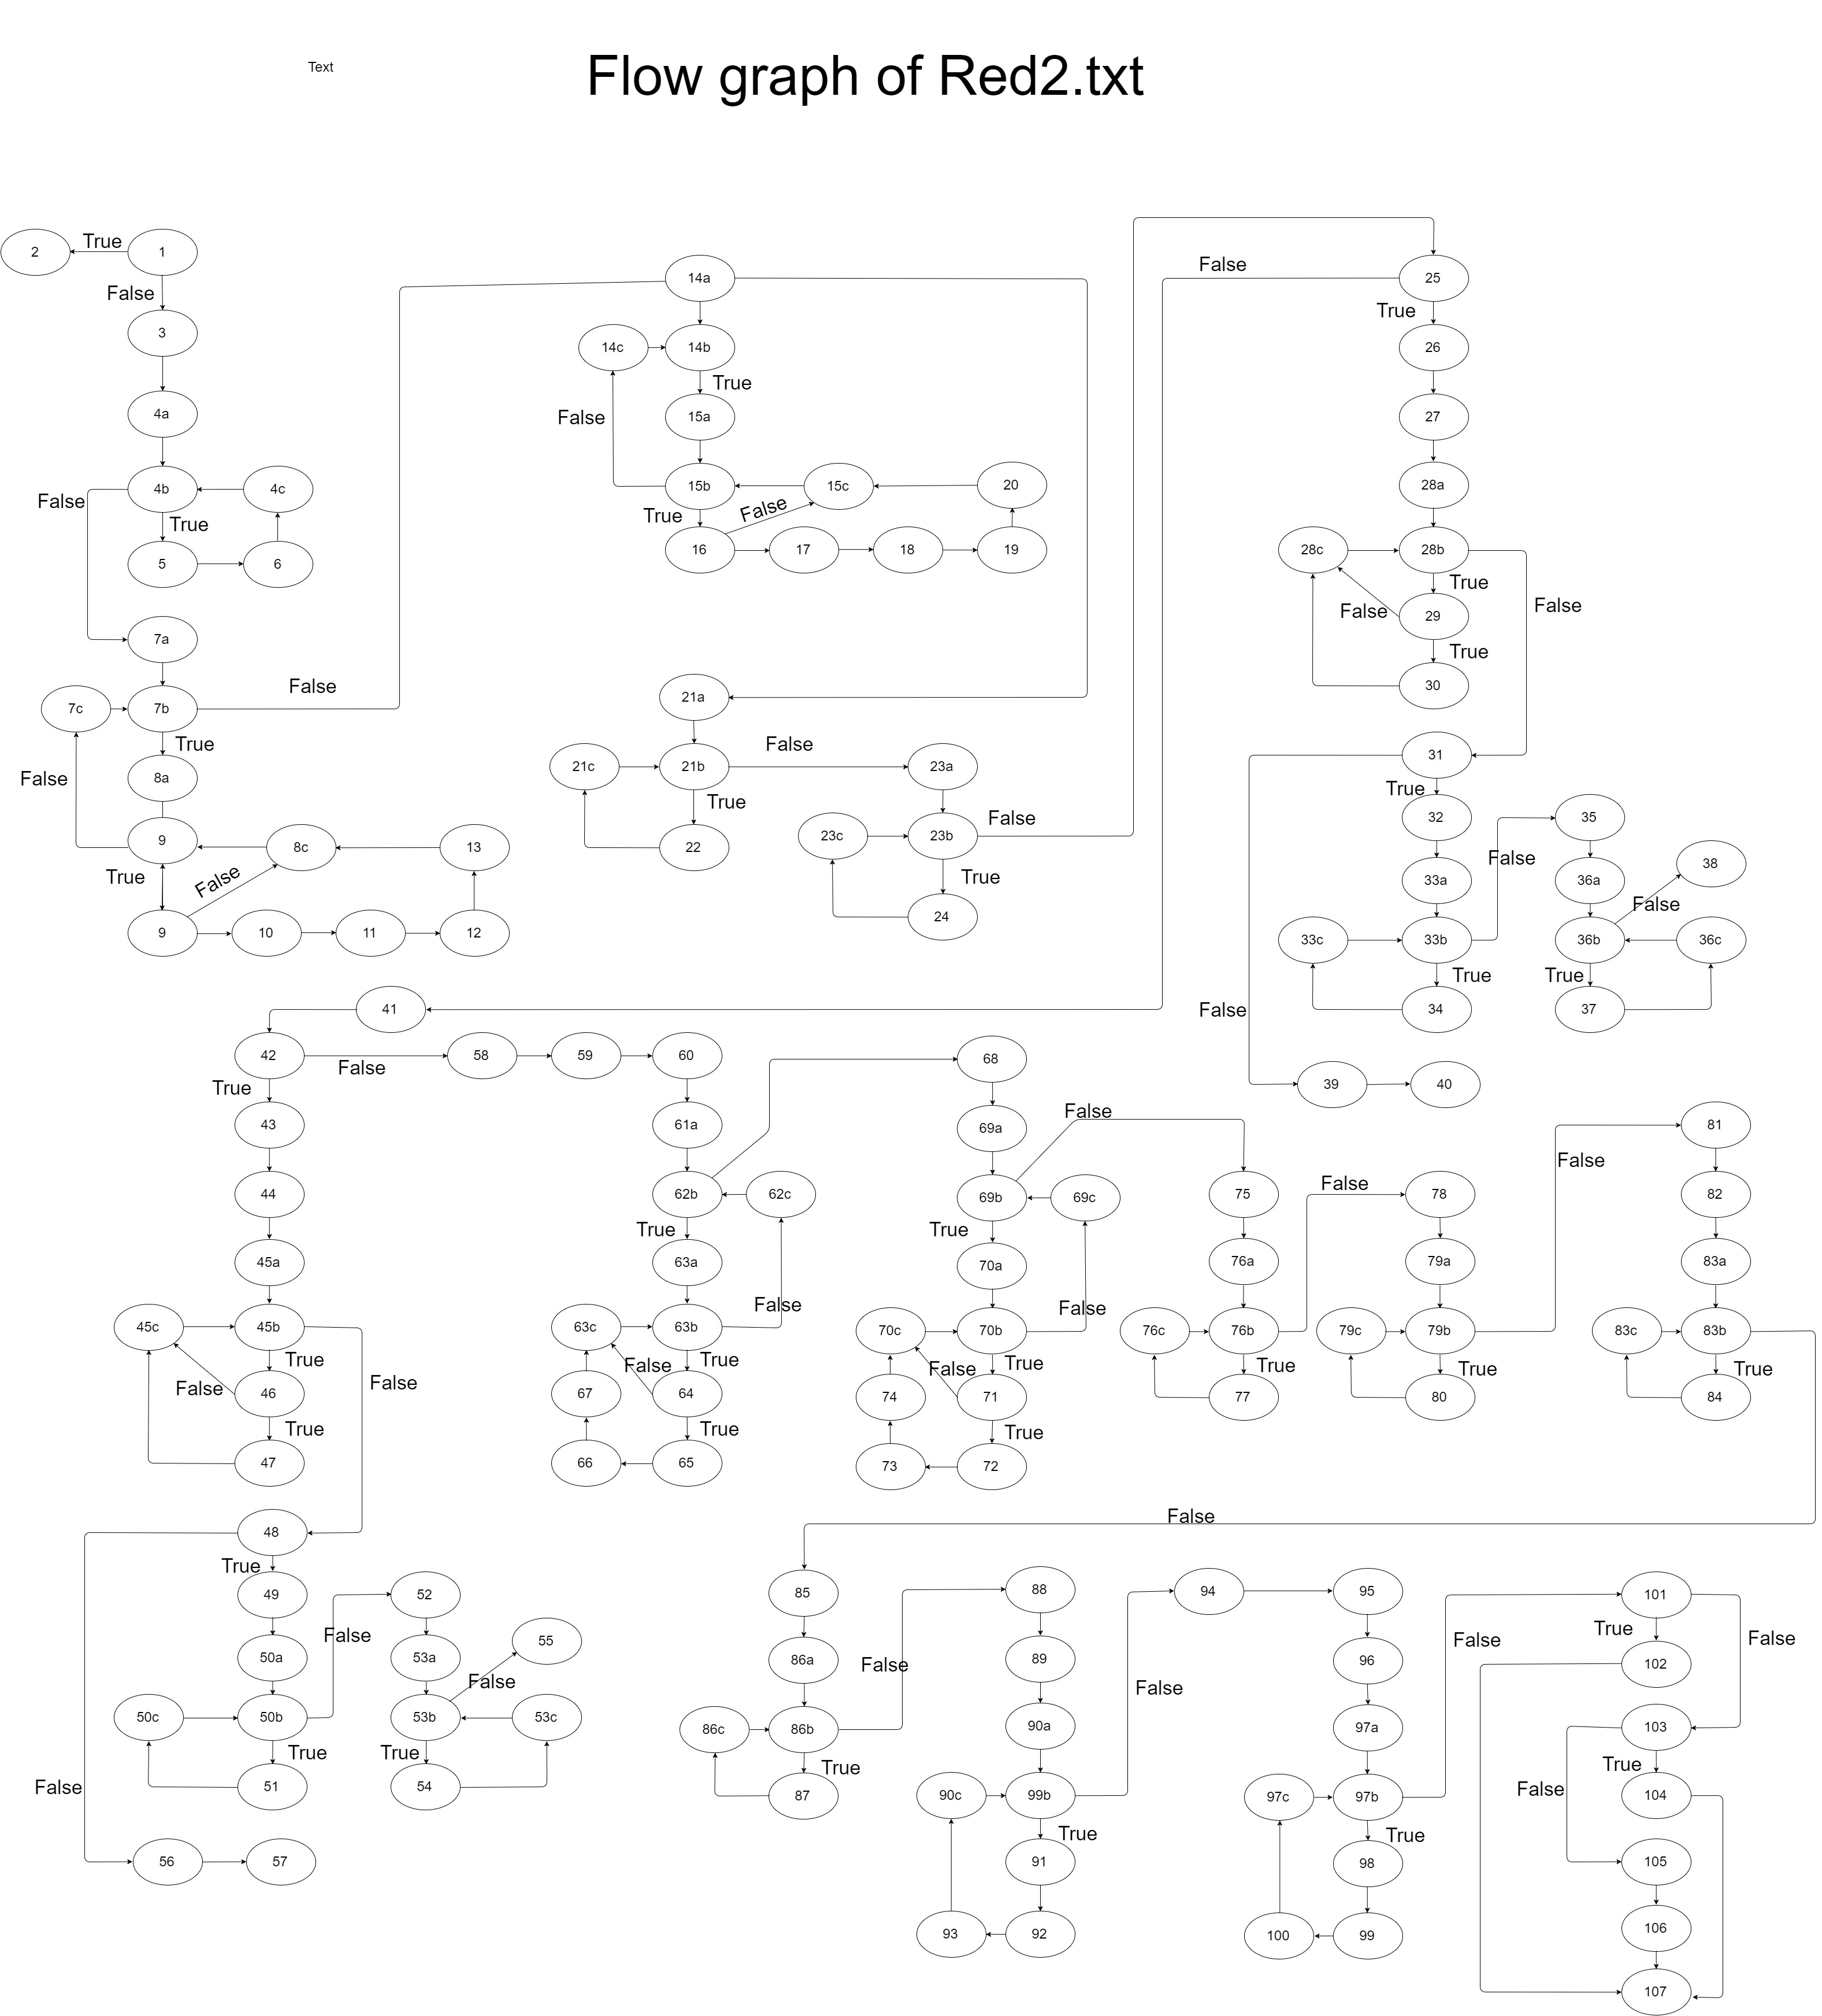 Text
Flow graph of Red2.txt
2
True
1
False
3
4a
4b
4c
False
True
5
6
7a
7c
7b
False
True
8a
False
9
8c
13
True
False
9
10
11
12
14a
14c
14b
True
15a
False
15b
15c
20
True
False
16
17
18
19
21a
21c
21b
False
23a
True
22
23c
23b
False
True
24
False
25
True
26
27
28a
28c
28b
True
False
29
False
True
30
31
True
32
35
False
33a
36a
38
False
33c
33b
36b
36c
True
True
34
37
False
39
40
41
42
False
58
59
60
True
43
44
45a
45c
45b
True
False
False
46
True
47
61a
62b
62c
True
63a
False
63c
63b
True
False
64
67
True
66
65
68
69a
False
69b
69c
True
70a
False
70c
70b
True
False
71
74
True
73
72
75
76a
76c
76b
True
77
False
78
79a
79c
79b
True
80
False
81
82
83a
83c
83b
True
84
False
48
True
49
52
False
50a
53a
55
False
50c
50b
53b
53c
True
True
51
54
False
56
57
85
86a
86c
86b
True
87
False
88
89
90a
90c
99b
True
91
93
92
False
94
95
96
97a
97c
97b
True
98
100
99
False
101
True
False
102
103
True
False
104
105
106
107